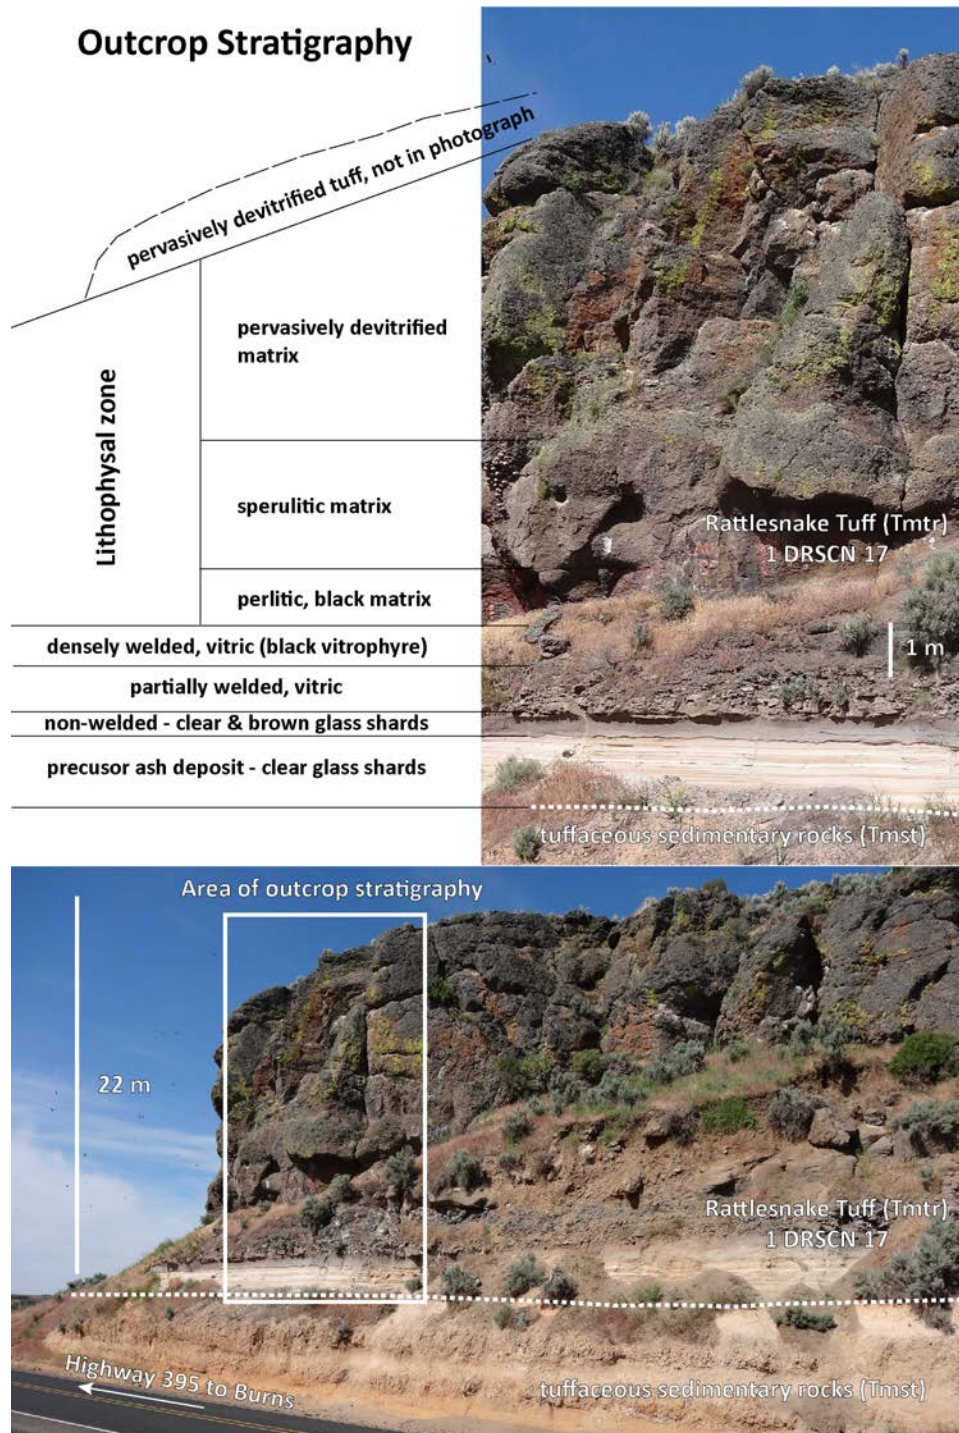 Outcrop Stratigraphy
pervasively devitrified tuff, not in photograph
Lithophysal zone
pervasively devitrified
matrix
sperulitic matrix
perlitic, black matrix
densely welded, vitric (black vitrophyre)
partially welded, vitric
non-welded - clear & brown glass shards
precusor ash deposit - clear glass shards
Rattlesnake Tuff (Tmtr)
1 DRSCN 17
1 m
tuffaceous sedimentary rocks (Tmst)
Area of outcrop stratigraphy
22 m
Rattlesnake Tuff (Tmtr)
1 DRSCN 17
Highway 395 to Burns
tuffaceous sedimentary rocks (Tmst)